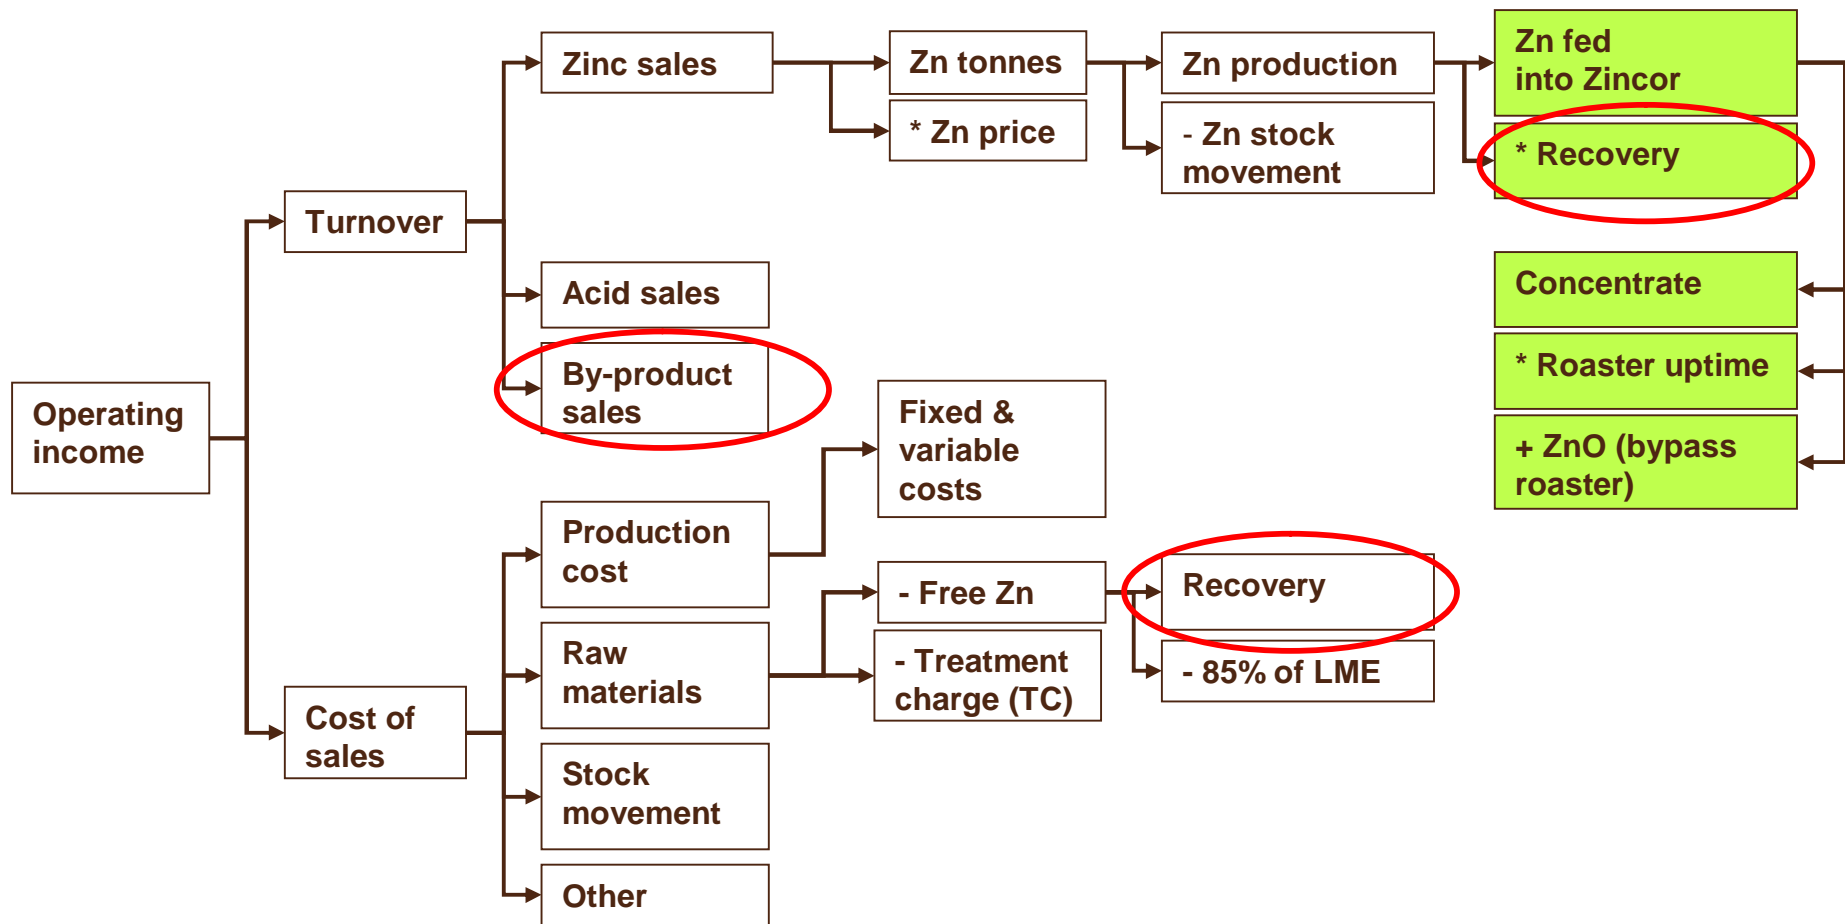 Zinc sales
Zn tonnes
Zn production
Zn fed
into Zincor
* Zn price
- Zn stock
movement
* Recovery
Turnover
Acid sales
Concentrate
By-product
sales
* Roaster uptime
Operating
income
Fixed &
variable
costs
+ ZnO (bypass
roaster)
Production
cost
- Free Zn
Recovery
Raw
materials
- Treatment
charge (TC)
- 85% of LME
Cost of
sales
Stock
movement
Other